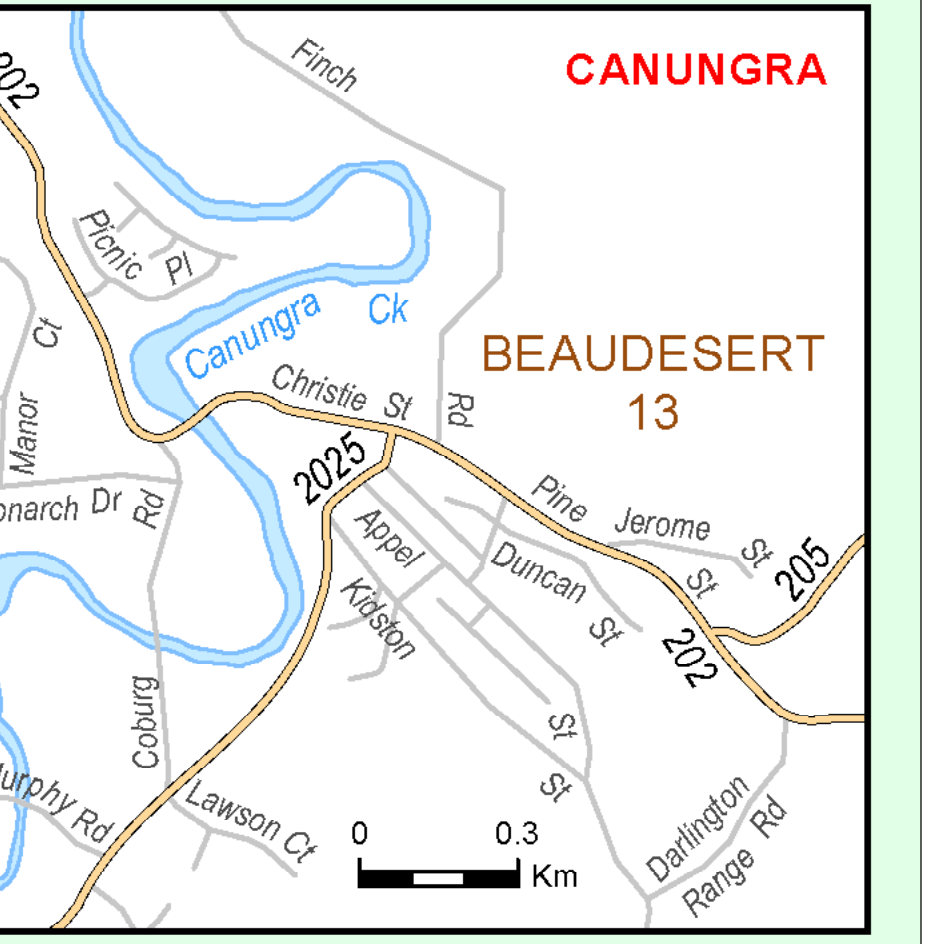 CANUNGRA
Finch
202
Picnic Pl
Canungra Ck
Ct
Manor
BEAUDESERT
13
Christie St
Rd
2025
onarch Dr
Rd
Pine
Jerome St
St
205
Appel
Duncan St
Kidston
202
Coburg
St
St
Murphy Rd
Lawson Ct
0 0.3
Km
Darlington
Range Rd